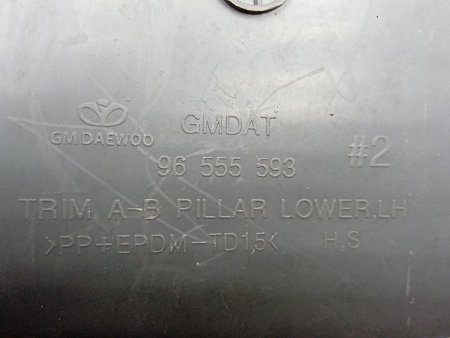 GM DAEWOO
GMDAT
96 555 593
#2
TRIM A-B PILLAR LOWER,LH
>PP+EPDM-TD15< H,S